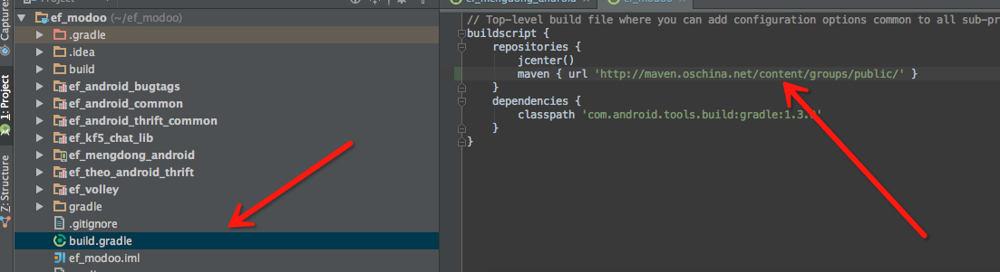 Captures
1: Project
Z: Structure
Project
ef_modoo (~/ef_modoo)
.gradle
.idea
build
ef_android_bugtags
ef_android_common
ef_android_thrift_common
ef_kf5_chat_lib
ef_mengdong_android
ef_theo_android_thrift
ef_volley
gradle
.gitignore
build.gradle
ef_modoo.iml
ef_mengdong_android
ef_modoo
// Top-level build file where you can add configuration options common to all sub-pr
buildscript {
repositories {
jcenter()
maven { url 'http://maven.oschina.net/content/groups/public/' }
}
dependencies {
classpath 'com.android.tools.build:gradle:1.3.
}
}